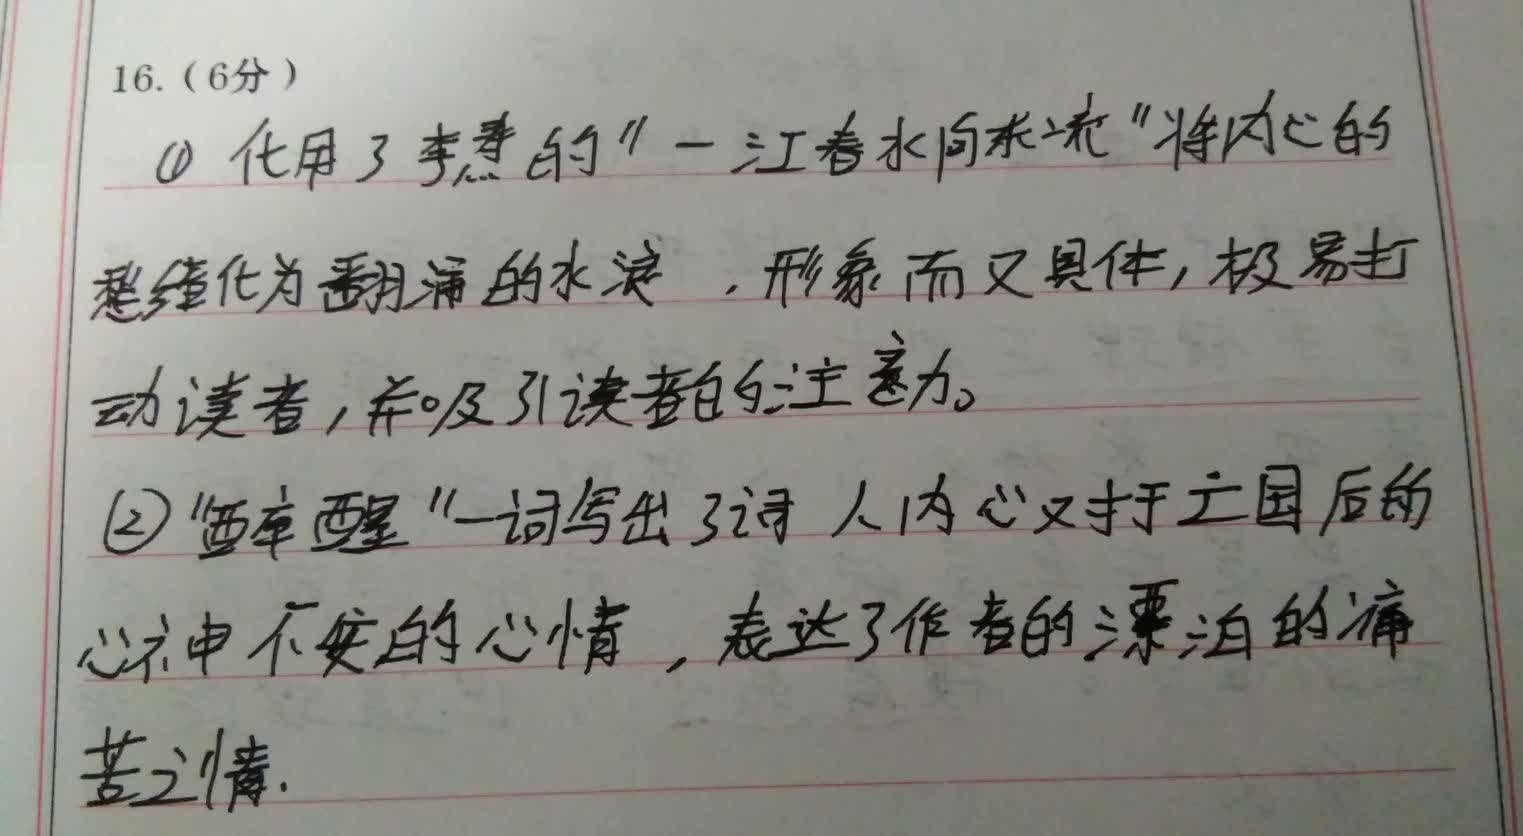 16.（6分）
① 化用了李煜的"一江春水向东流"将内心的
愁绪化为翻涌的水浪，形象而又具体，极易打
动读者，并吸引读者的注意力。
②"酒醒"一词写出了词人内心对于亡国后的
心神不安的心情，表达了作者的漂泊的痛
苦之情.